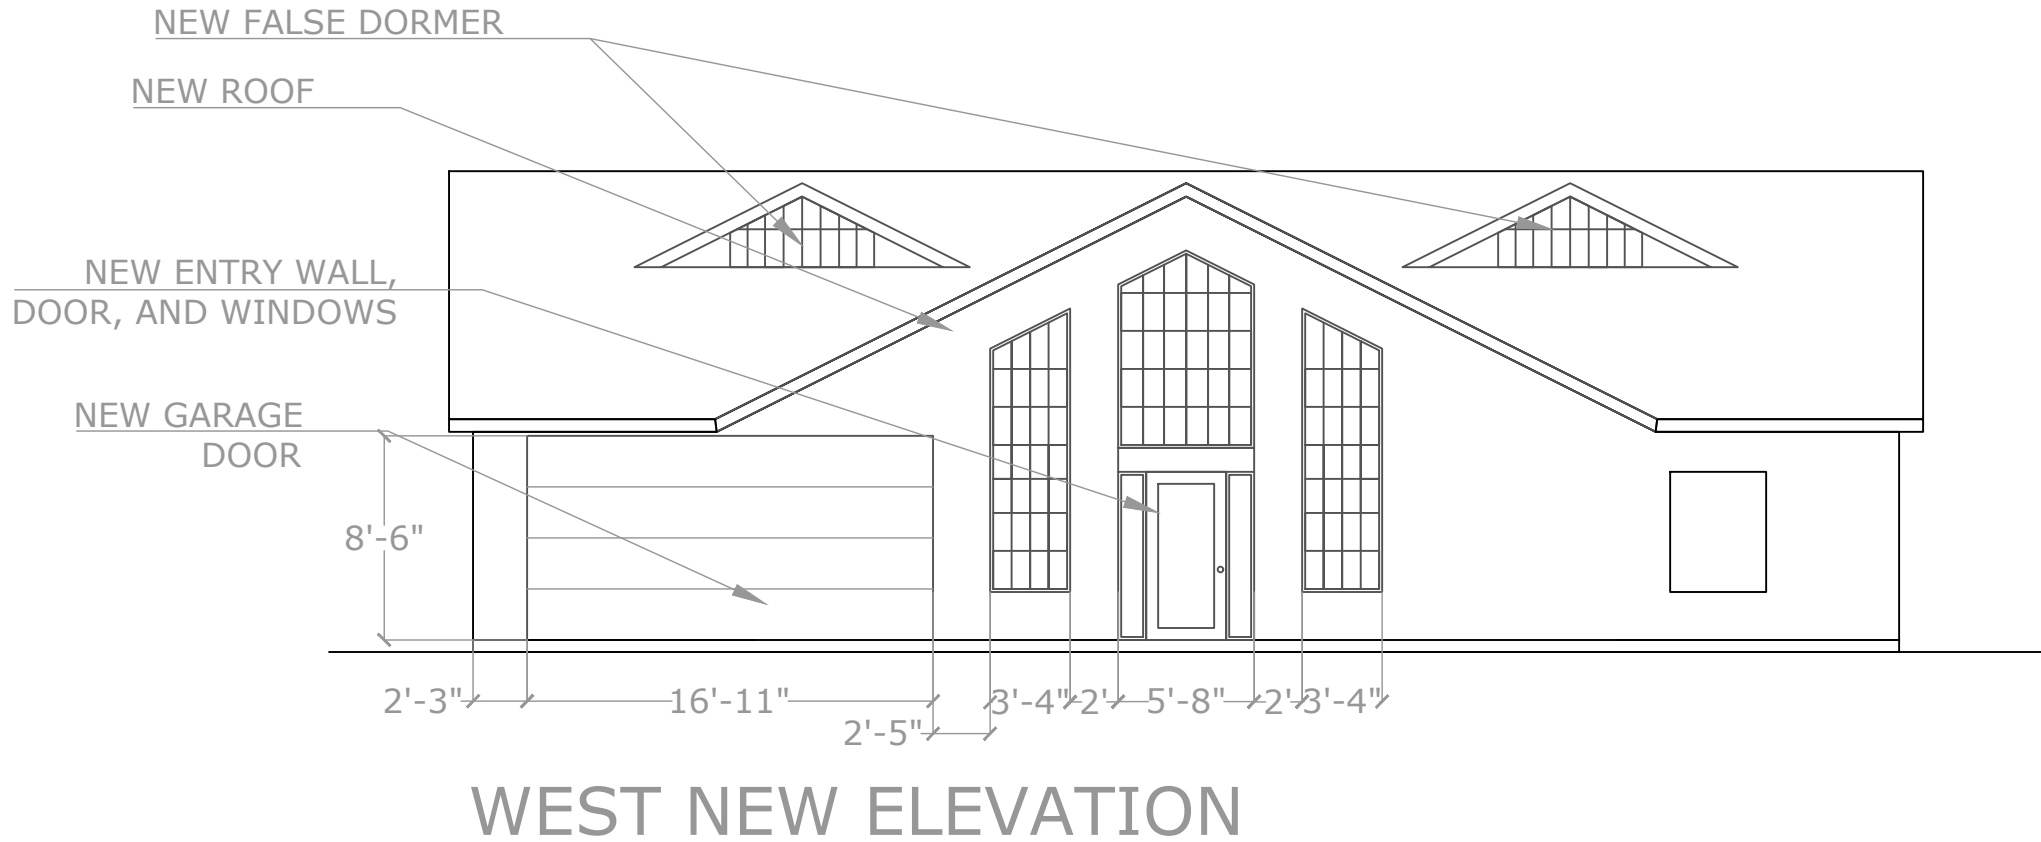 NEW FALSE DORMER
NEW ROOF
NEW ENTRY WALL,
DOOR, AND WINDOWS
NEW GARAGE
DOOR
8'-6"
2'-3"
16'-11"
2'-5"
3'-4"
2'
5'-8"
2'
3'-4"
WEST NEW ELEVATION